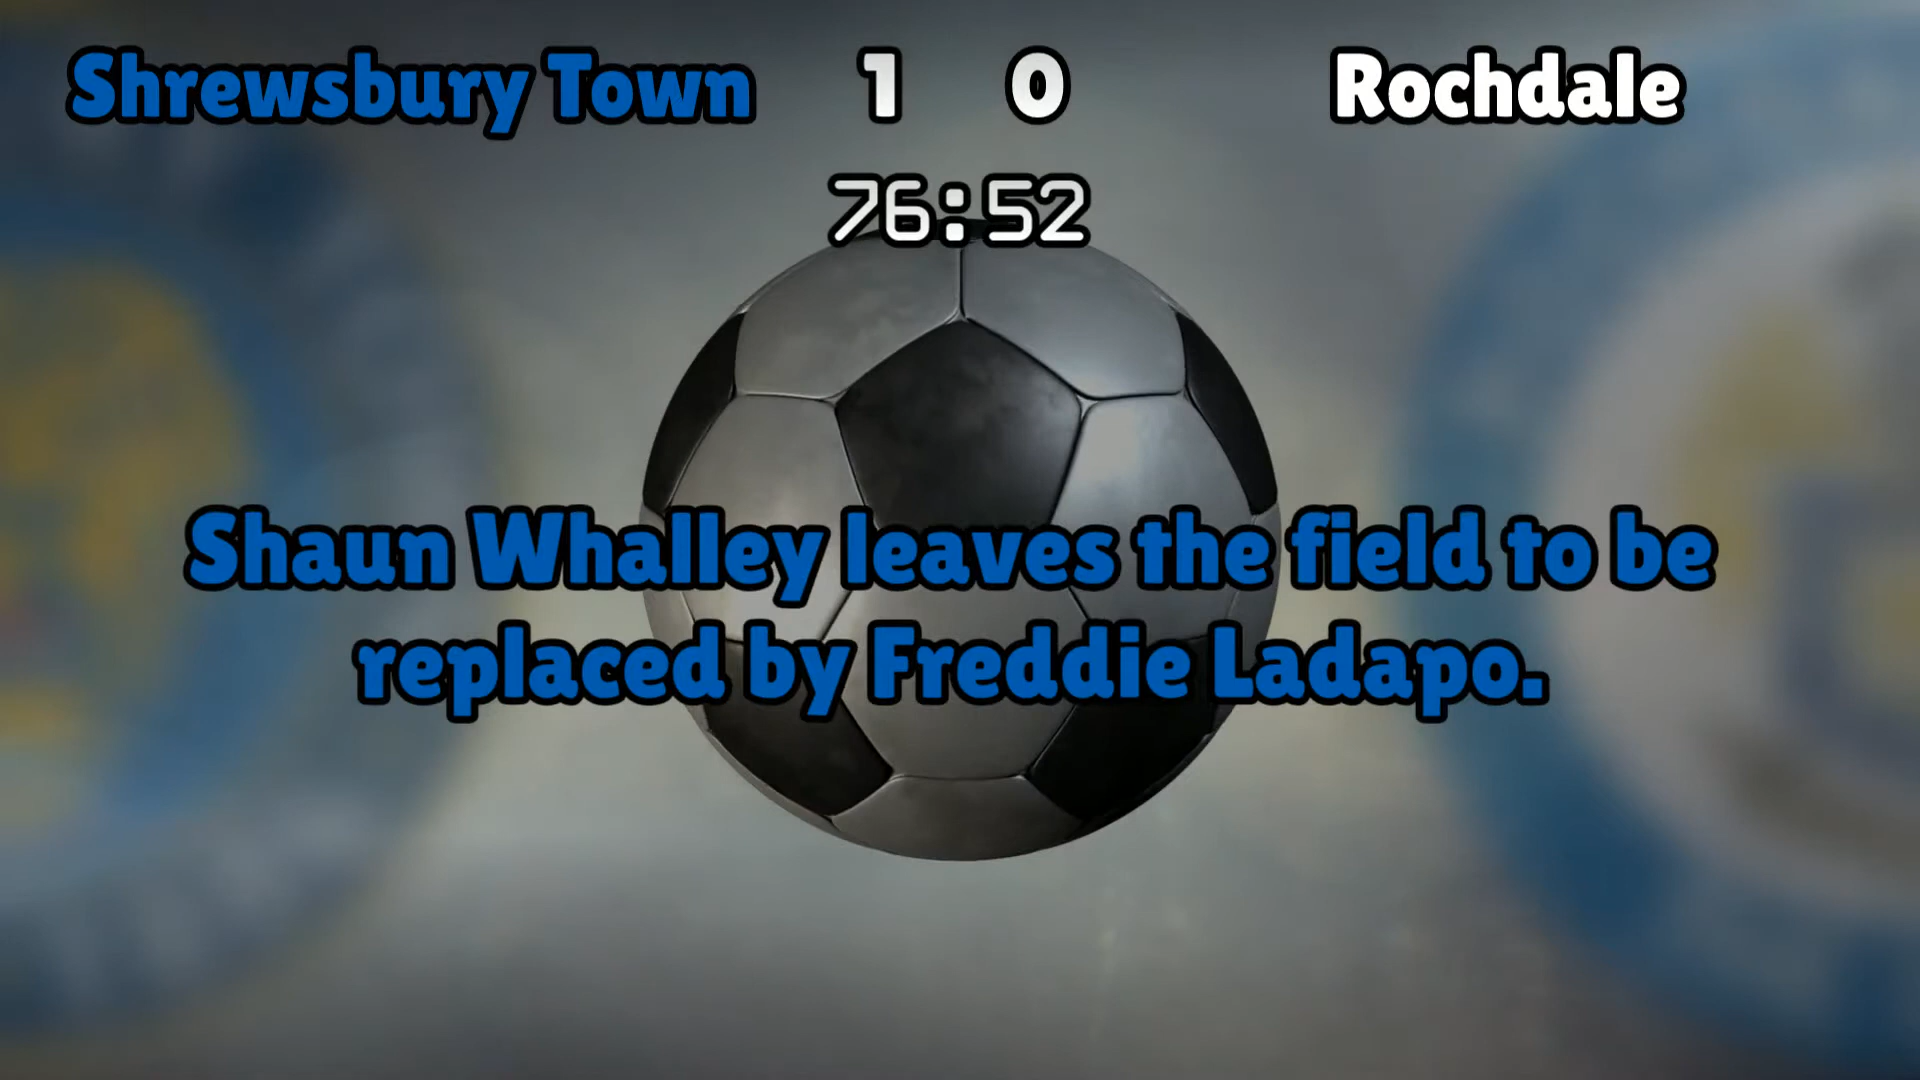 Shrewsbury Town 1 0 Rochdale
76:52
Shaun Whalley leaves the field to be
replaced by Freddie Ladapo.